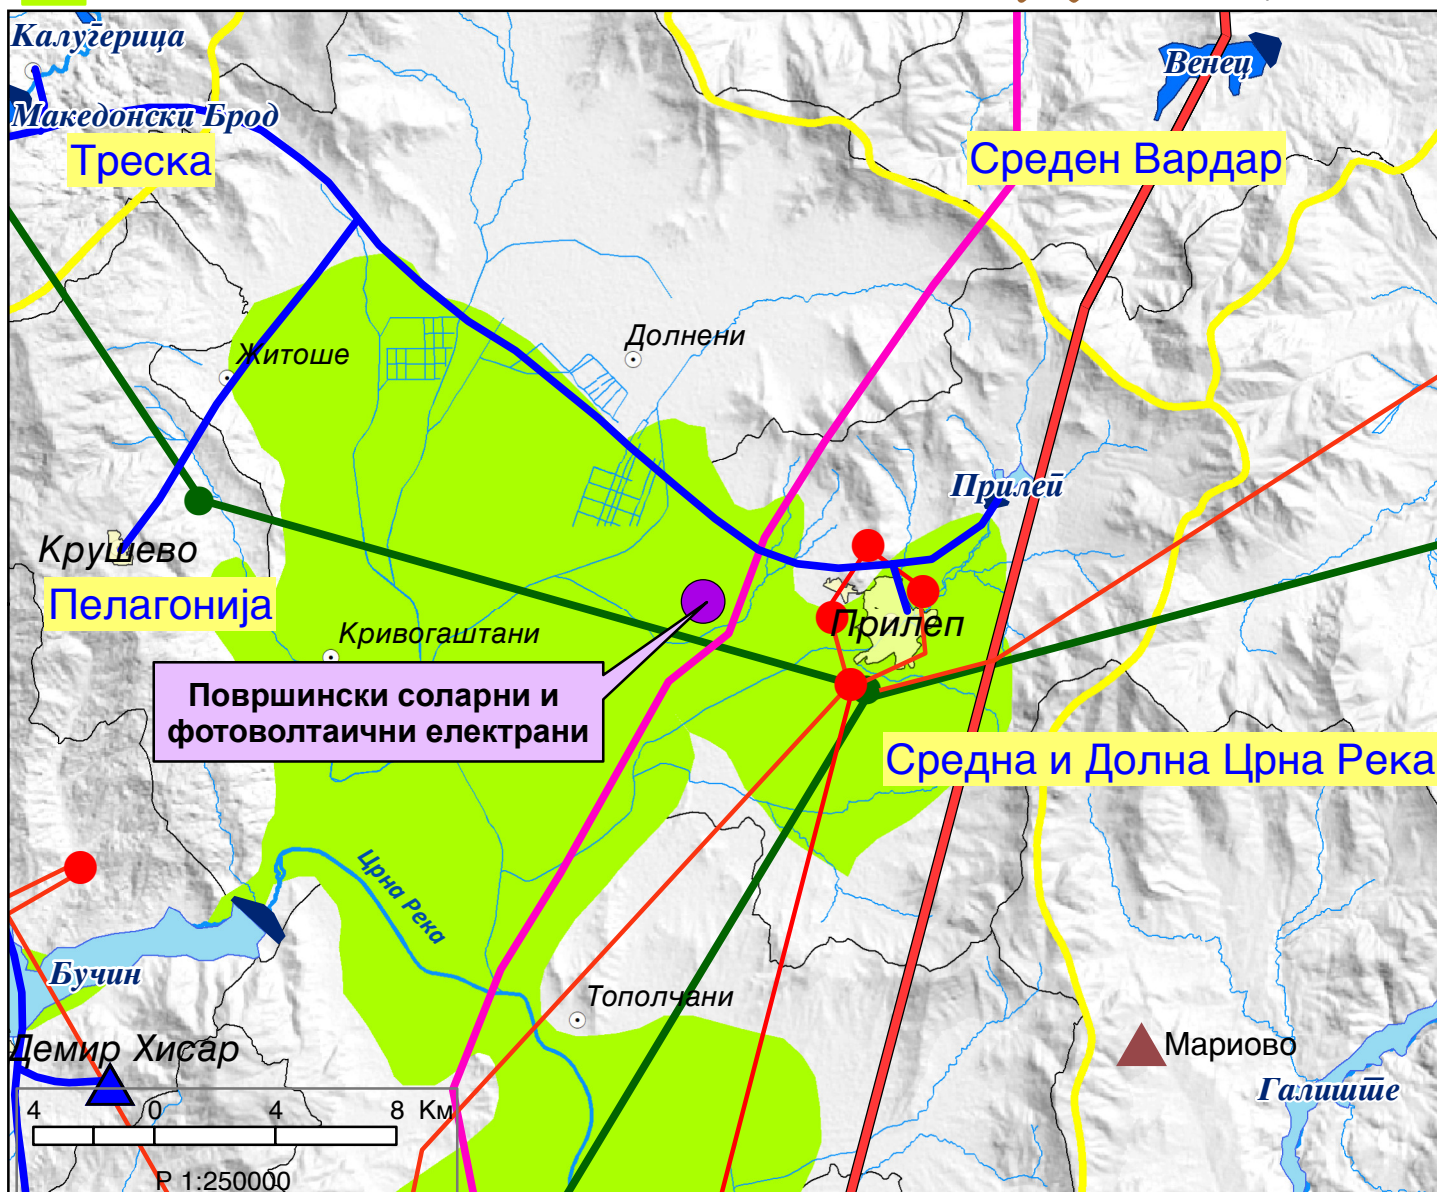 Калуѓерица
Венец
Македонски Брод
Треска
Среден Вардар
Долнени
Житоше
Прилеп
Крушево
Пелагонија
Прилеп
Кривогаштани
Површински соларни и
фотоволтаични електрани
Средна и Долна Црна Река
Црна Река
Бучин
Тополчани
Демир Хисар
Мариово
Галиште
4 0 4 8 Км
Р 1:250000